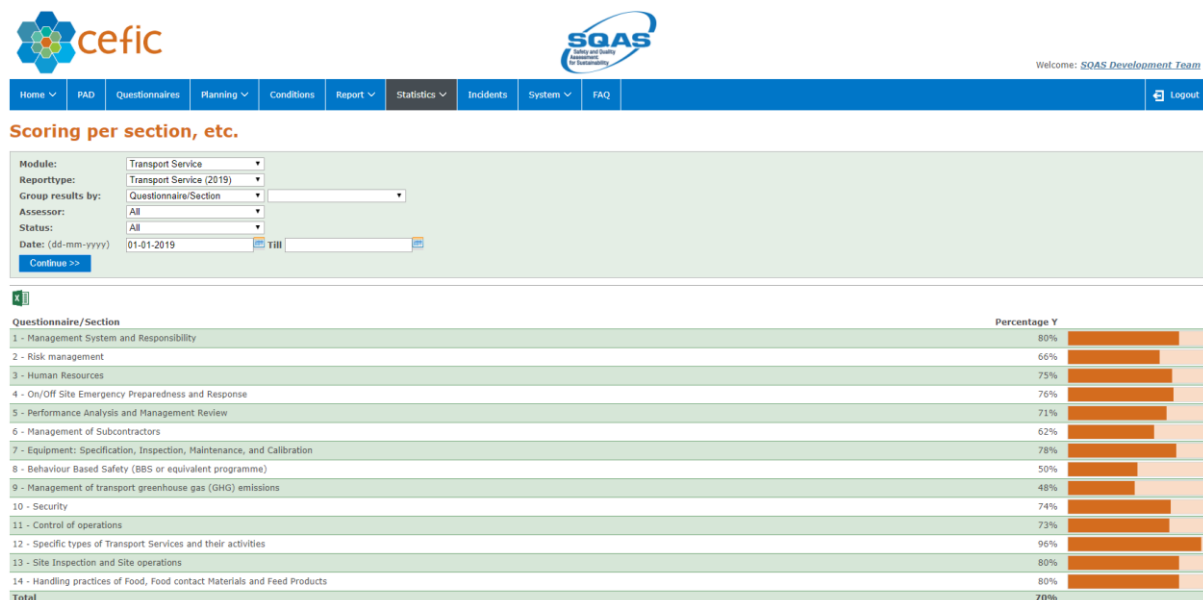 cefic
SQAS
Safety and Quality
Assessment
for Sustainability
Welcome: SQAS Development Team
Home PAD Questionnaires Planning Conditions Report Statistics Incidents System FAQ Logout
Scoring per section, etc.
Module: Transport Service
Reporttype: Transport Service (2019)
Group results by: Questionnaire/Section
Assessor: All
Status: All
Date: (dd-mm-yyyy) 01-01-2019 Till
Continue >>
Questionnaire/Section Percentage Y
1 - Management System and Responsibility 80%
2 - Risk management 66%
3 - Human Resources 75%
4 - On/Off Site Emergency Preparedness and Response 76%
5 - Performance Analysis and Management Review 71%
6 - Management of Subcontractors 62%
7 - Equipment: Specification, Inspection, Maintenance, and Calibration 78%
8 - Behaviour Based Safety (BBS or equivalent programme) 50%
9 - Management of transport greenhouse gas (GHG) emissions 48%
10 - Security 74%
11 - Control of operations 73%
12 - Specific types of Transport Services and their activities 96%
13 - Site Inspection and Site operations 80%
14 - Handling practices of Food, Food contact Materials and Feed Products 80%
Total 70%